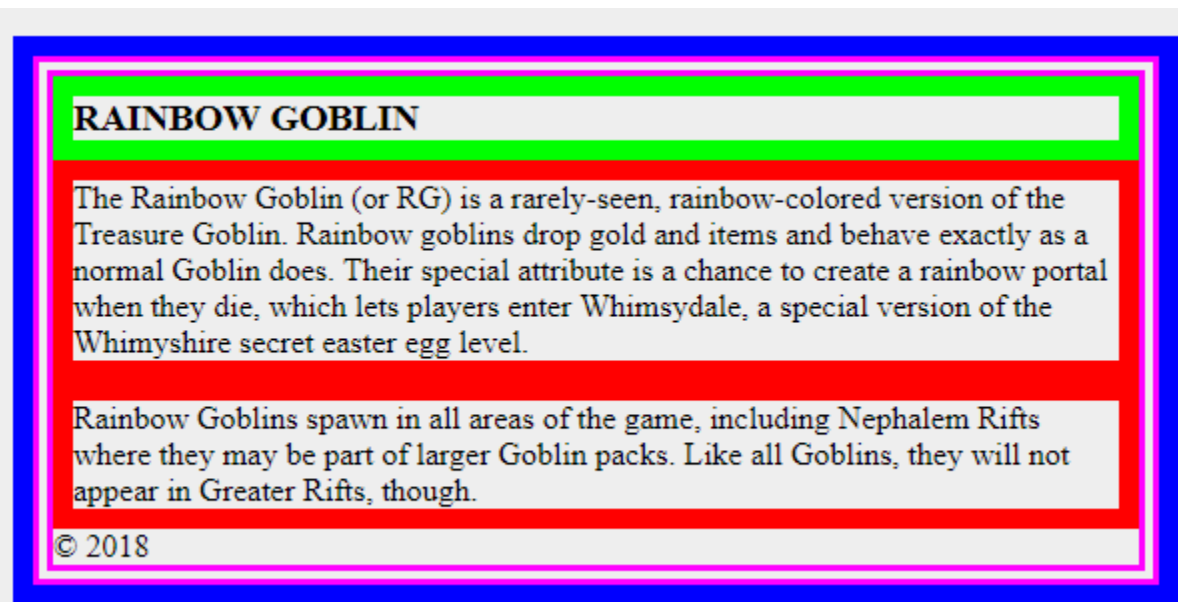 RAINBOW GOBLIN
The Rainbow Goblin (or RG) is a rarely-seen, rainbow-colored version of the
Treasure Goblin. Rainbow goblins drop gold and items and behave exactly as a
normal Goblin does. Their special attribute is a chance to create a rainbow portal
when they die, which lets players enter Whimsydale, a special version of the
Whimyshire secret easter egg level.
Rainbow Goblins spawn in all areas of the game, including Nephalem Rifts
where they may be part of larger Goblin packs. Like all Goblins, they will not
appear in Greater Rifts, though.
© 2018